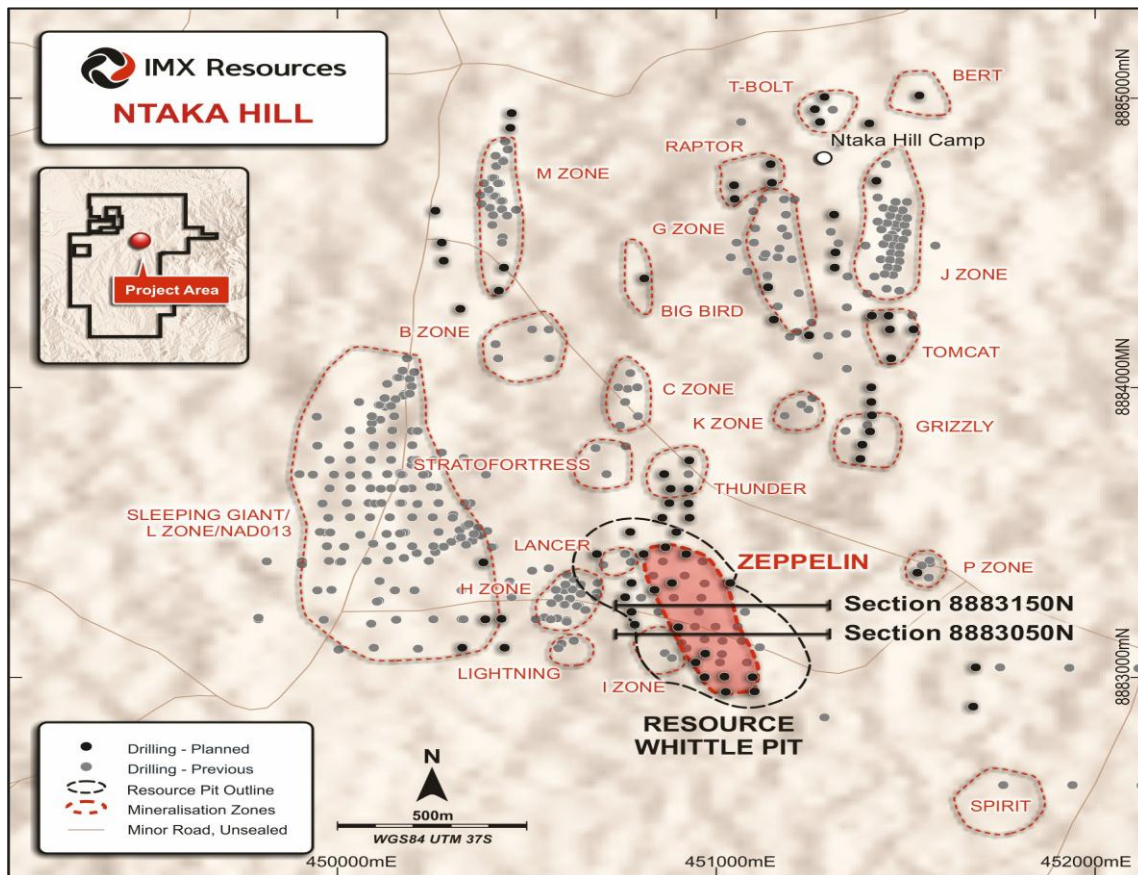 IMX Resources
NTAKA HILL
Project Area
T-BOLT
BERT
8885000mN
Ntaka Hill Camp
RAPTOR
M ZONE
G ZONE
J ZONE
BIG BIRD
B ZONE
TOMCAT
8884000MN
C ZONE
K ZONE
GRIZZLY
STRATOFORTRESS
THUNDER
SLEEPING GIANT/
L ZONE/NAD013
LANCER
ZEPPELIN
P ZONE
H ZONE
Section 8883150N
Section 8883050N
LIGHTNING
I ZONE
8883000mN
RESOURCE
WHITTLE PIT
SPIRIT
Drilling - Planned
Drilling - Previous
Resource Pit Outline
Mineralisation Zones
Minor Road, Unsealed
N
500m
WGS84 UTM 37S
450000mE
451000mE
452000mE